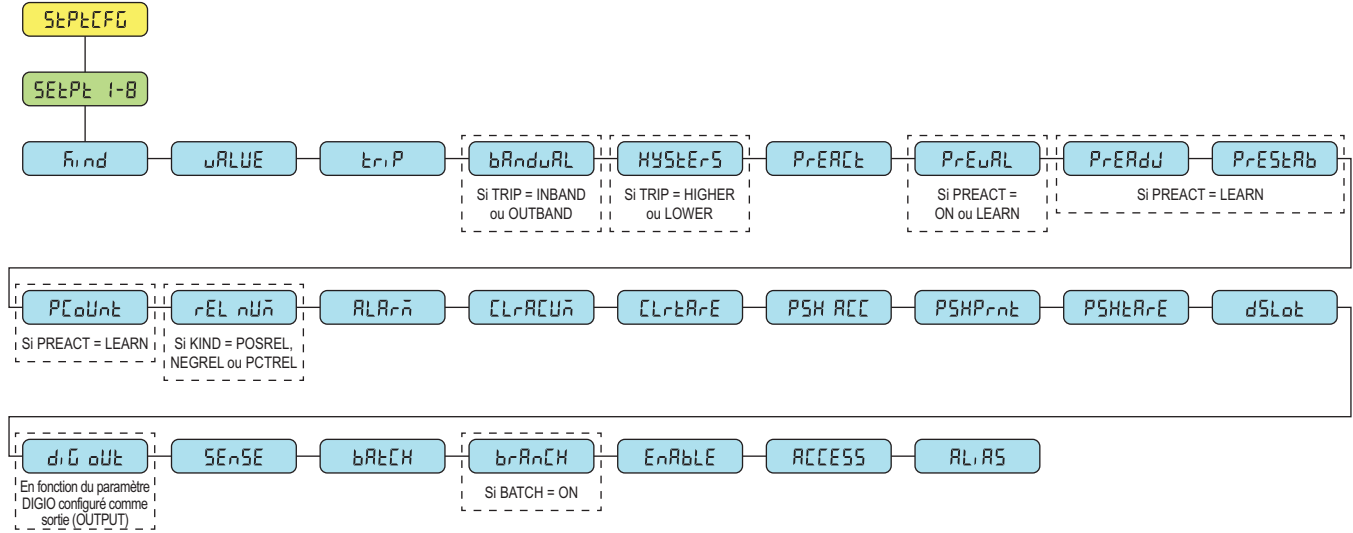 StPtCFG
SEtPt 1-8
Kind
vALUE
triP
bAndvAL
HYStErS
PrEACt
PrEvAL
PrEAdJ
PrEStAb
Si TRIP = INBAND
ou OUTBAND
Si TRIP = HIGHER
ou LOWER
Si PREACT =
ON ou LEARN
Si PREACT = LEARN
PCoUnt
rEL nUM
ALArM
CLrACUM
CLrtArE
PSH ACC
PSHPrnt
PSHtArE
dSLot
Si PREACT = LEARN
Si KIND = POSREL,
NEGREL ou PCTREL
diG oUt
SEnSE
bAtCH
brAnCH
EnAbLE
ACCESS
ALiAS
En fonction du paramètre
DIGIO configuré comme
sortie (OUTPUT)
Si BATCH = ON